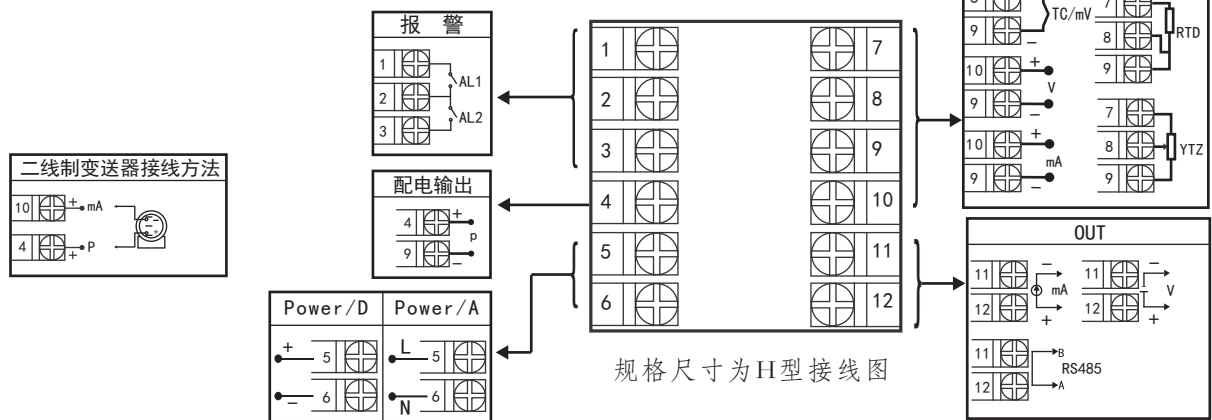 报 警
1
AL1
2
AL2
3
二线制变送器接线方法
10 + mA
4 + P
配电输出
4 +
p
9 −
Power/D Power/A
+ 5 L 5
− 6 N 6
1 7
2 8
3 9
4 10
5 11
6 12
规格尺寸为H型接线图
TC/mV
9 −
7
8 RTD
9
10 +
V
9 −
7
8 YTZ
9
10 +
mA
9 −
OUT
11 −
mA
12 +
11 −
V
12 +
11 B
RS485
12 A